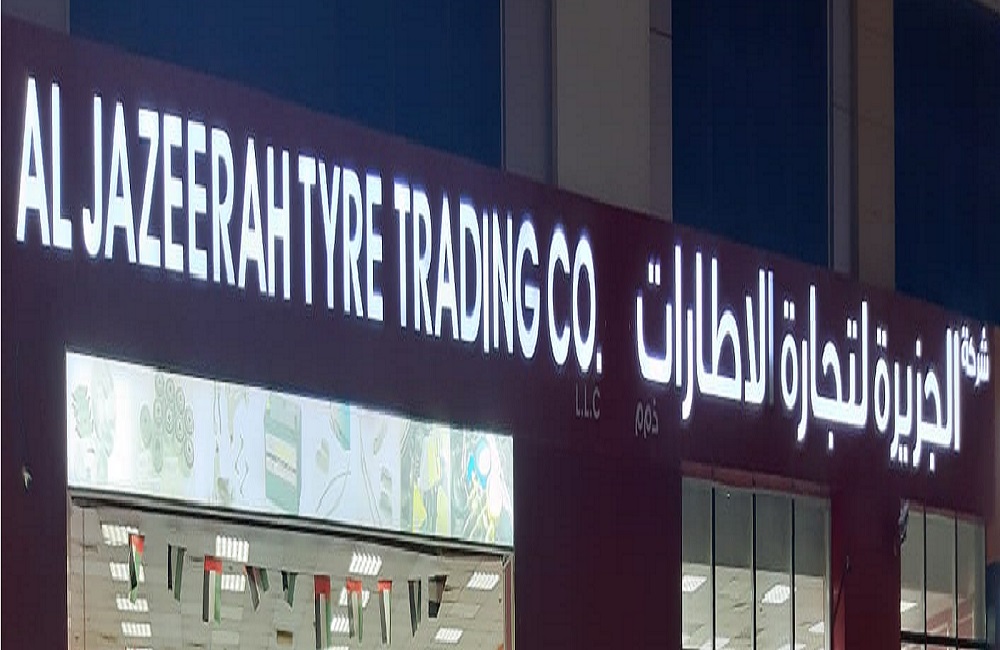 AL JAZEERAH TYRE TRADING CO.
L.L.C
شركة الجزيرة لتجارة الاطارات
ذ.م.م